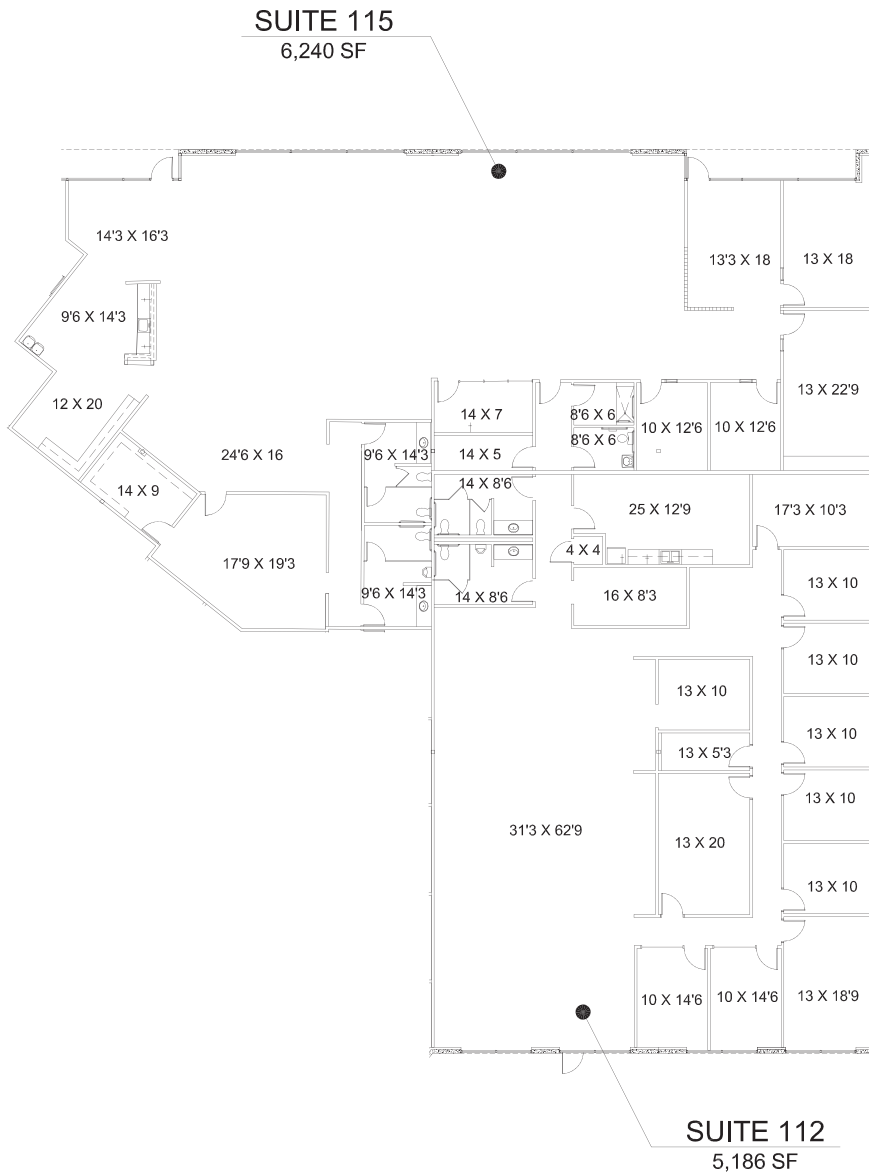 SUITE 115
6,240 SF
14'3 X 16'3
13'3 X 18
13 X 18
9'6 X 14'3
13 X 22'9
12 X 20
14 X 7
8'6 X 6
10 X 12'6
10 X 12'6
8'6 X 6
24'6 X 16
9'6 X 14'3
14 X 5
14 X 9
14 X 8'6
25 X 12'9
17'3 X 10'3
4 X 4
17'9 X 19'3
9'6 X 14'3
14 X 8'6
16 X 8'3
13 X 10
13 X 10
13 X 10
13 X 10
13 X 5'3
13 X 10
31'3 X 62'9
13 X 20
13 X 10
10 X 14'6
10 X 14'6
13 X 18'9
SUITE 112
5,186 SF